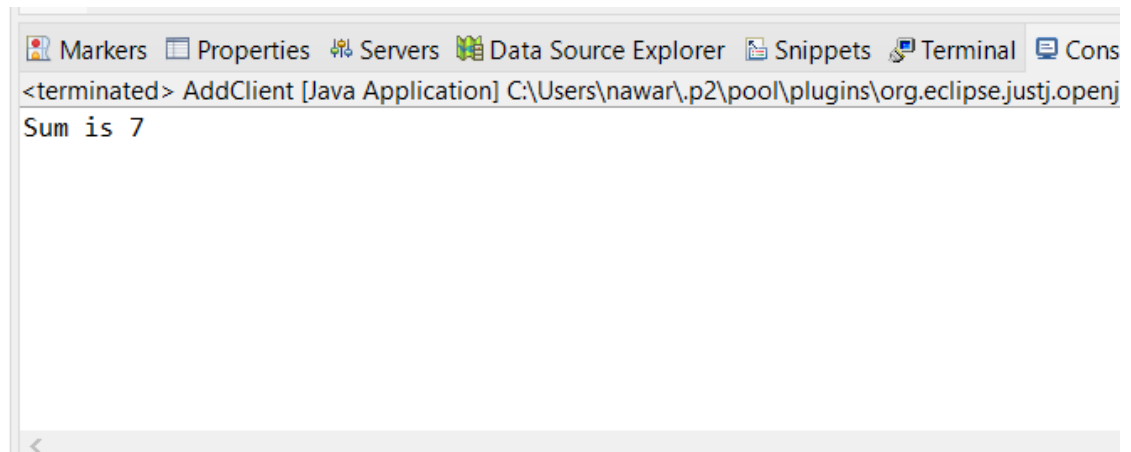 Markers Properties Servers Data Source Explorer Snippets Terminal Cons
<terminated> AddClient [Java Application] C:\Users\nawar\.p2\pool\plugins\org.eclipse.justj.openj
Sum is 7